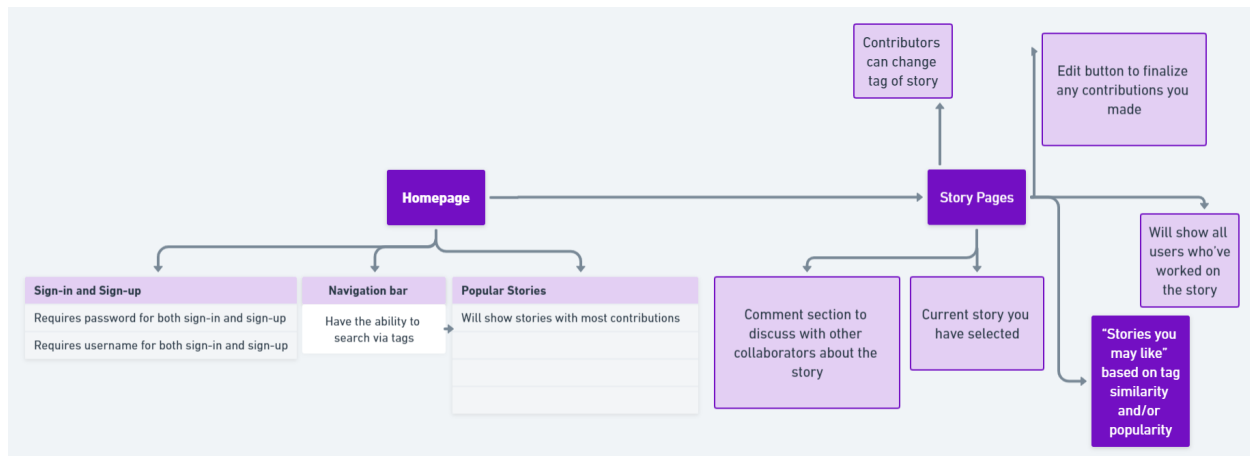 Contributors
can change
tag of story
Edit button to finalize
any contributions you
made
Homepage
Story Pages
Will show all
users who've
worked on
the story
Sign-in and Sign-up
Requires password for both sign-in and sign-up
Requires username for both sign-in and sign-up
Navigation bar
Have the ability to
search via tags
Popular Stories
Will show stories with most contributions
Comment section to
discuss with other
collaborators about the
story
Current story you
have selected
"Stories you
may like"
based on tag
similarity
and/or
popularity